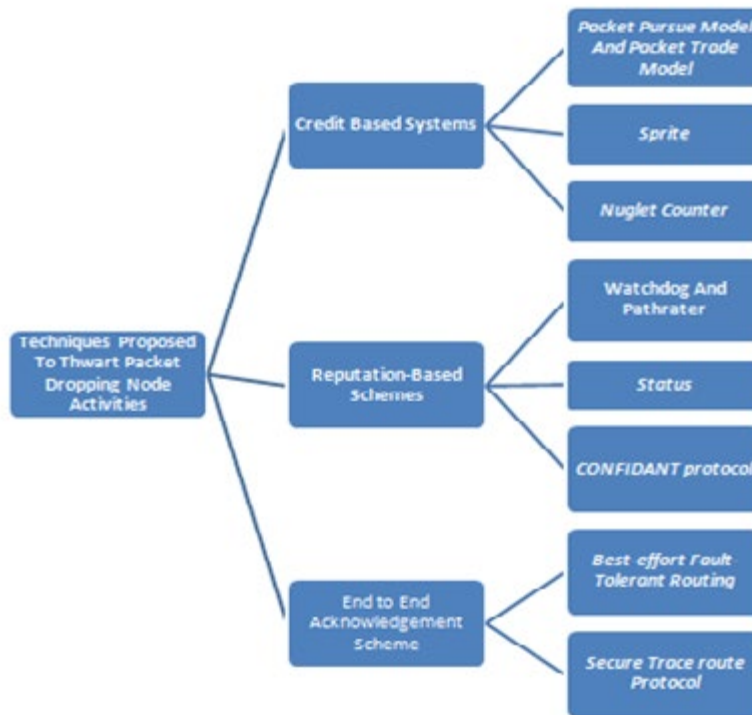 Techniques Proposed
To Thwart Packet
Dropping Node
Activities
Credit Based Systems
Packet Pursue Model
And Packet Trade
Model
Sprite
Nuglet Counter
Reputation-Based
Schemes
Watchdog And
Pathrater
Status
CONFIDANT protocol
End to End
Acknowledgement
Scheme
Best-effort Fault
Tolerant Routing
Secure Trace route
Protocol